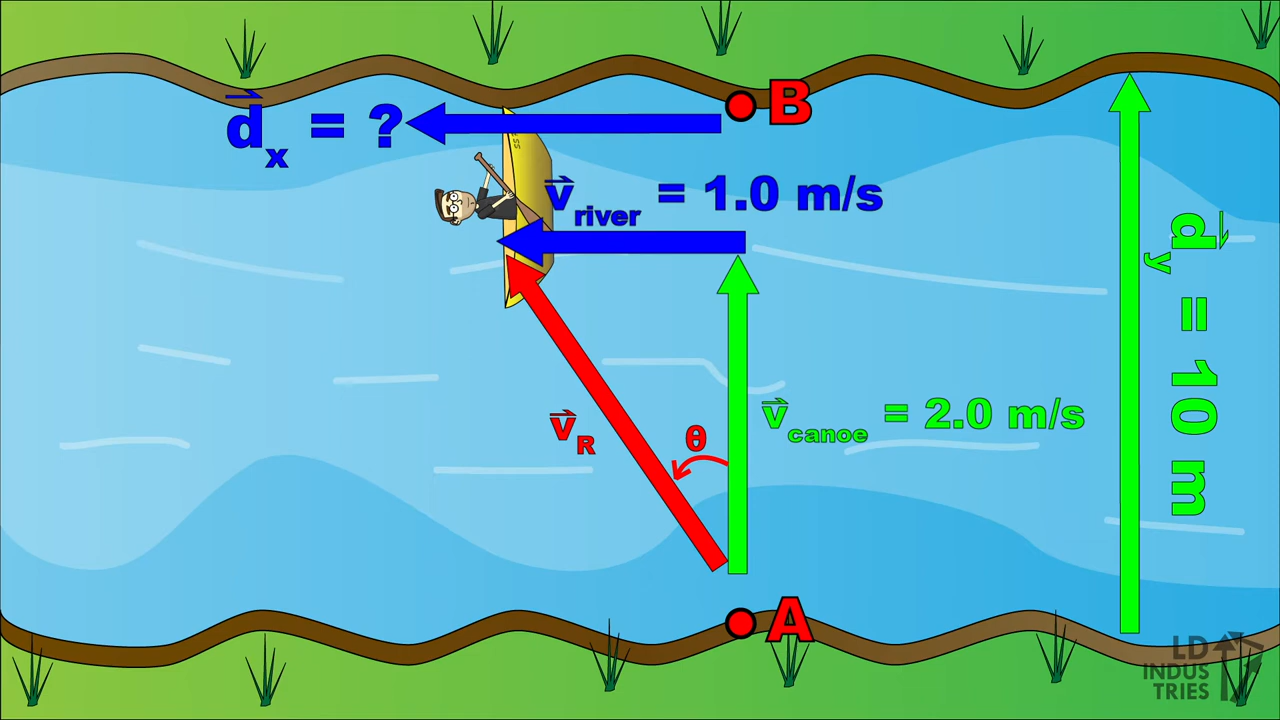 B
d⃗x = ?
v⃗river = 1.0 m/s
d⃗y = 10 m
v⃗canoe = 2.0 m/s
v⃗R
θ
A
LD
INDUS
TRIES